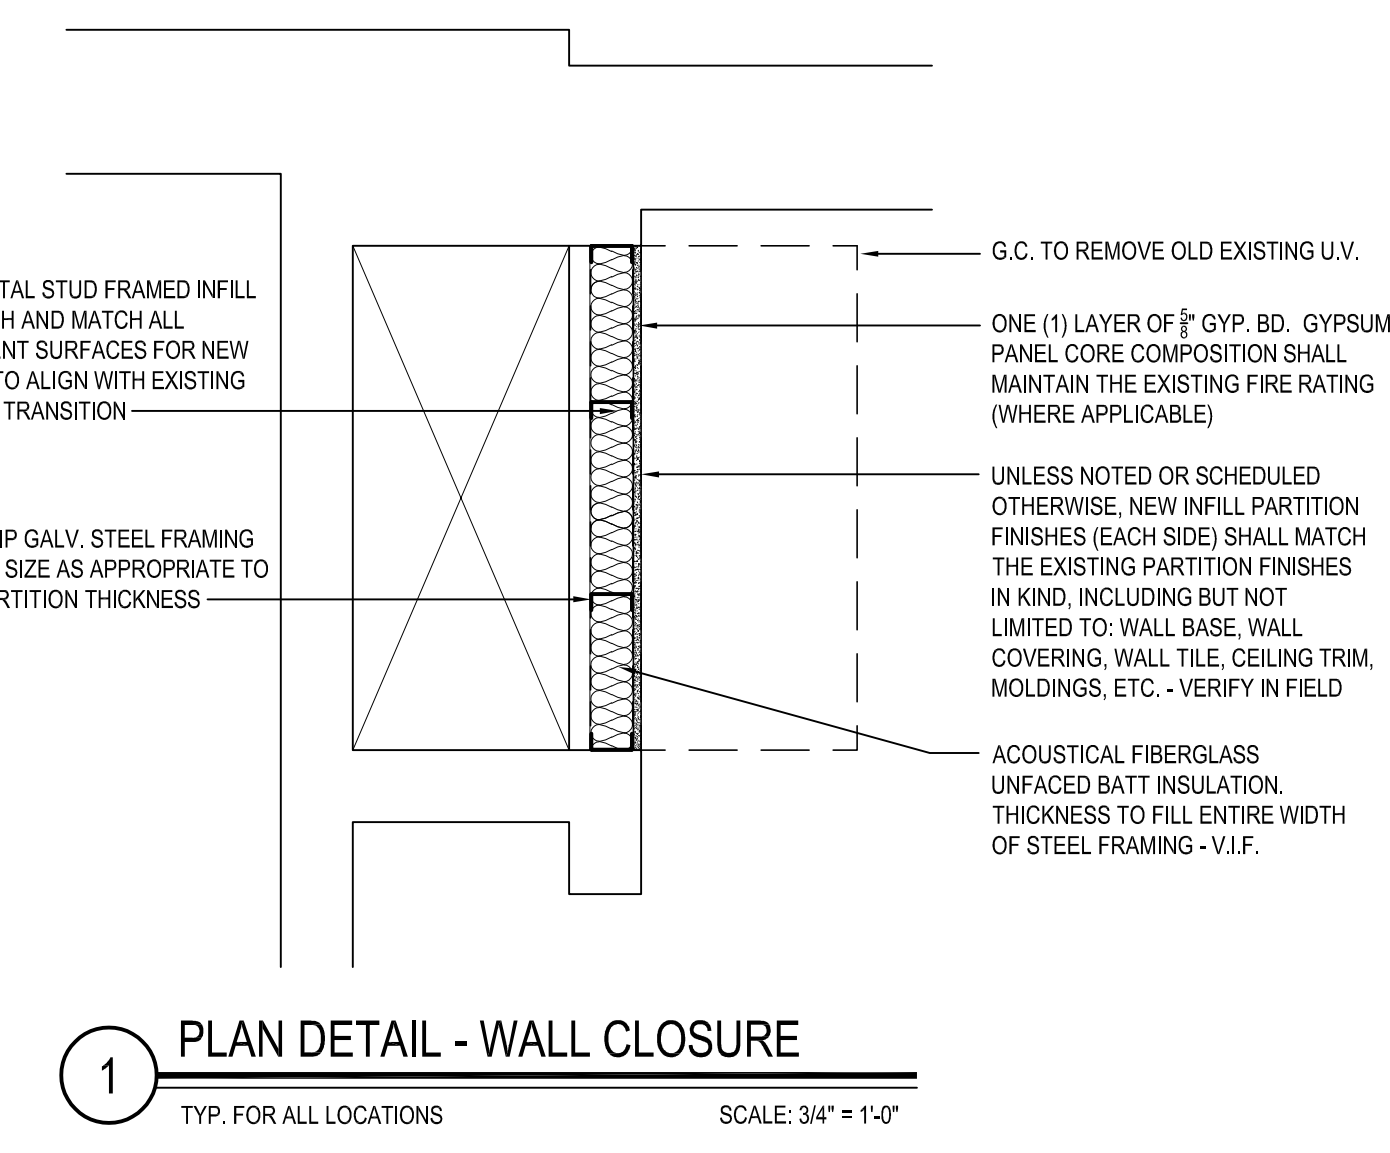 TAL STUD FRAMED INFILL
H AND MATCH ALL
ENT SURFACES FOR NEW
TO ALIGN WITH EXISTING
TRANSITION
IP GALV. STEEL FRAMING
SIZE AS APPROPRIATE TO
RTITION THICKNESS
G.C. TO REMOVE OLD EXISTING U.V.
ONE (1) LAYER OF 5/8" GYP. BD. GYPSUM
PANEL CORE COMPOSITION SHALL
MAINTAIN THE EXISTING FIRE RATING
(WHERE APPLICABLE)
UNLESS NOTED OR SCHEDULED
OTHERWISE, NEW INFILL PARTITION
FINISHES (EACH SIDE) SHALL MATCH
THE EXISTING PARTITION FINISHES
IN KIND, INCLUDING BUT NOT
LIMITED TO: WALL BASE, WALL
COVERING, WALL TILE, CEILING TRIM,
MOLDINGS, ETC. - VERIFY IN FIELD
ACOUSTICAL FIBERGLASS
UNFACED BATT INSULATION.
THICKNESS TO FILL ENTIRE WIDTH
OF STEEL FRAMING - V.I.F.
1
PLAN DETAIL - WALL CLOSURE
TYP. FOR ALL LOCATIONS
SCALE: 3/4" = 1'-0"